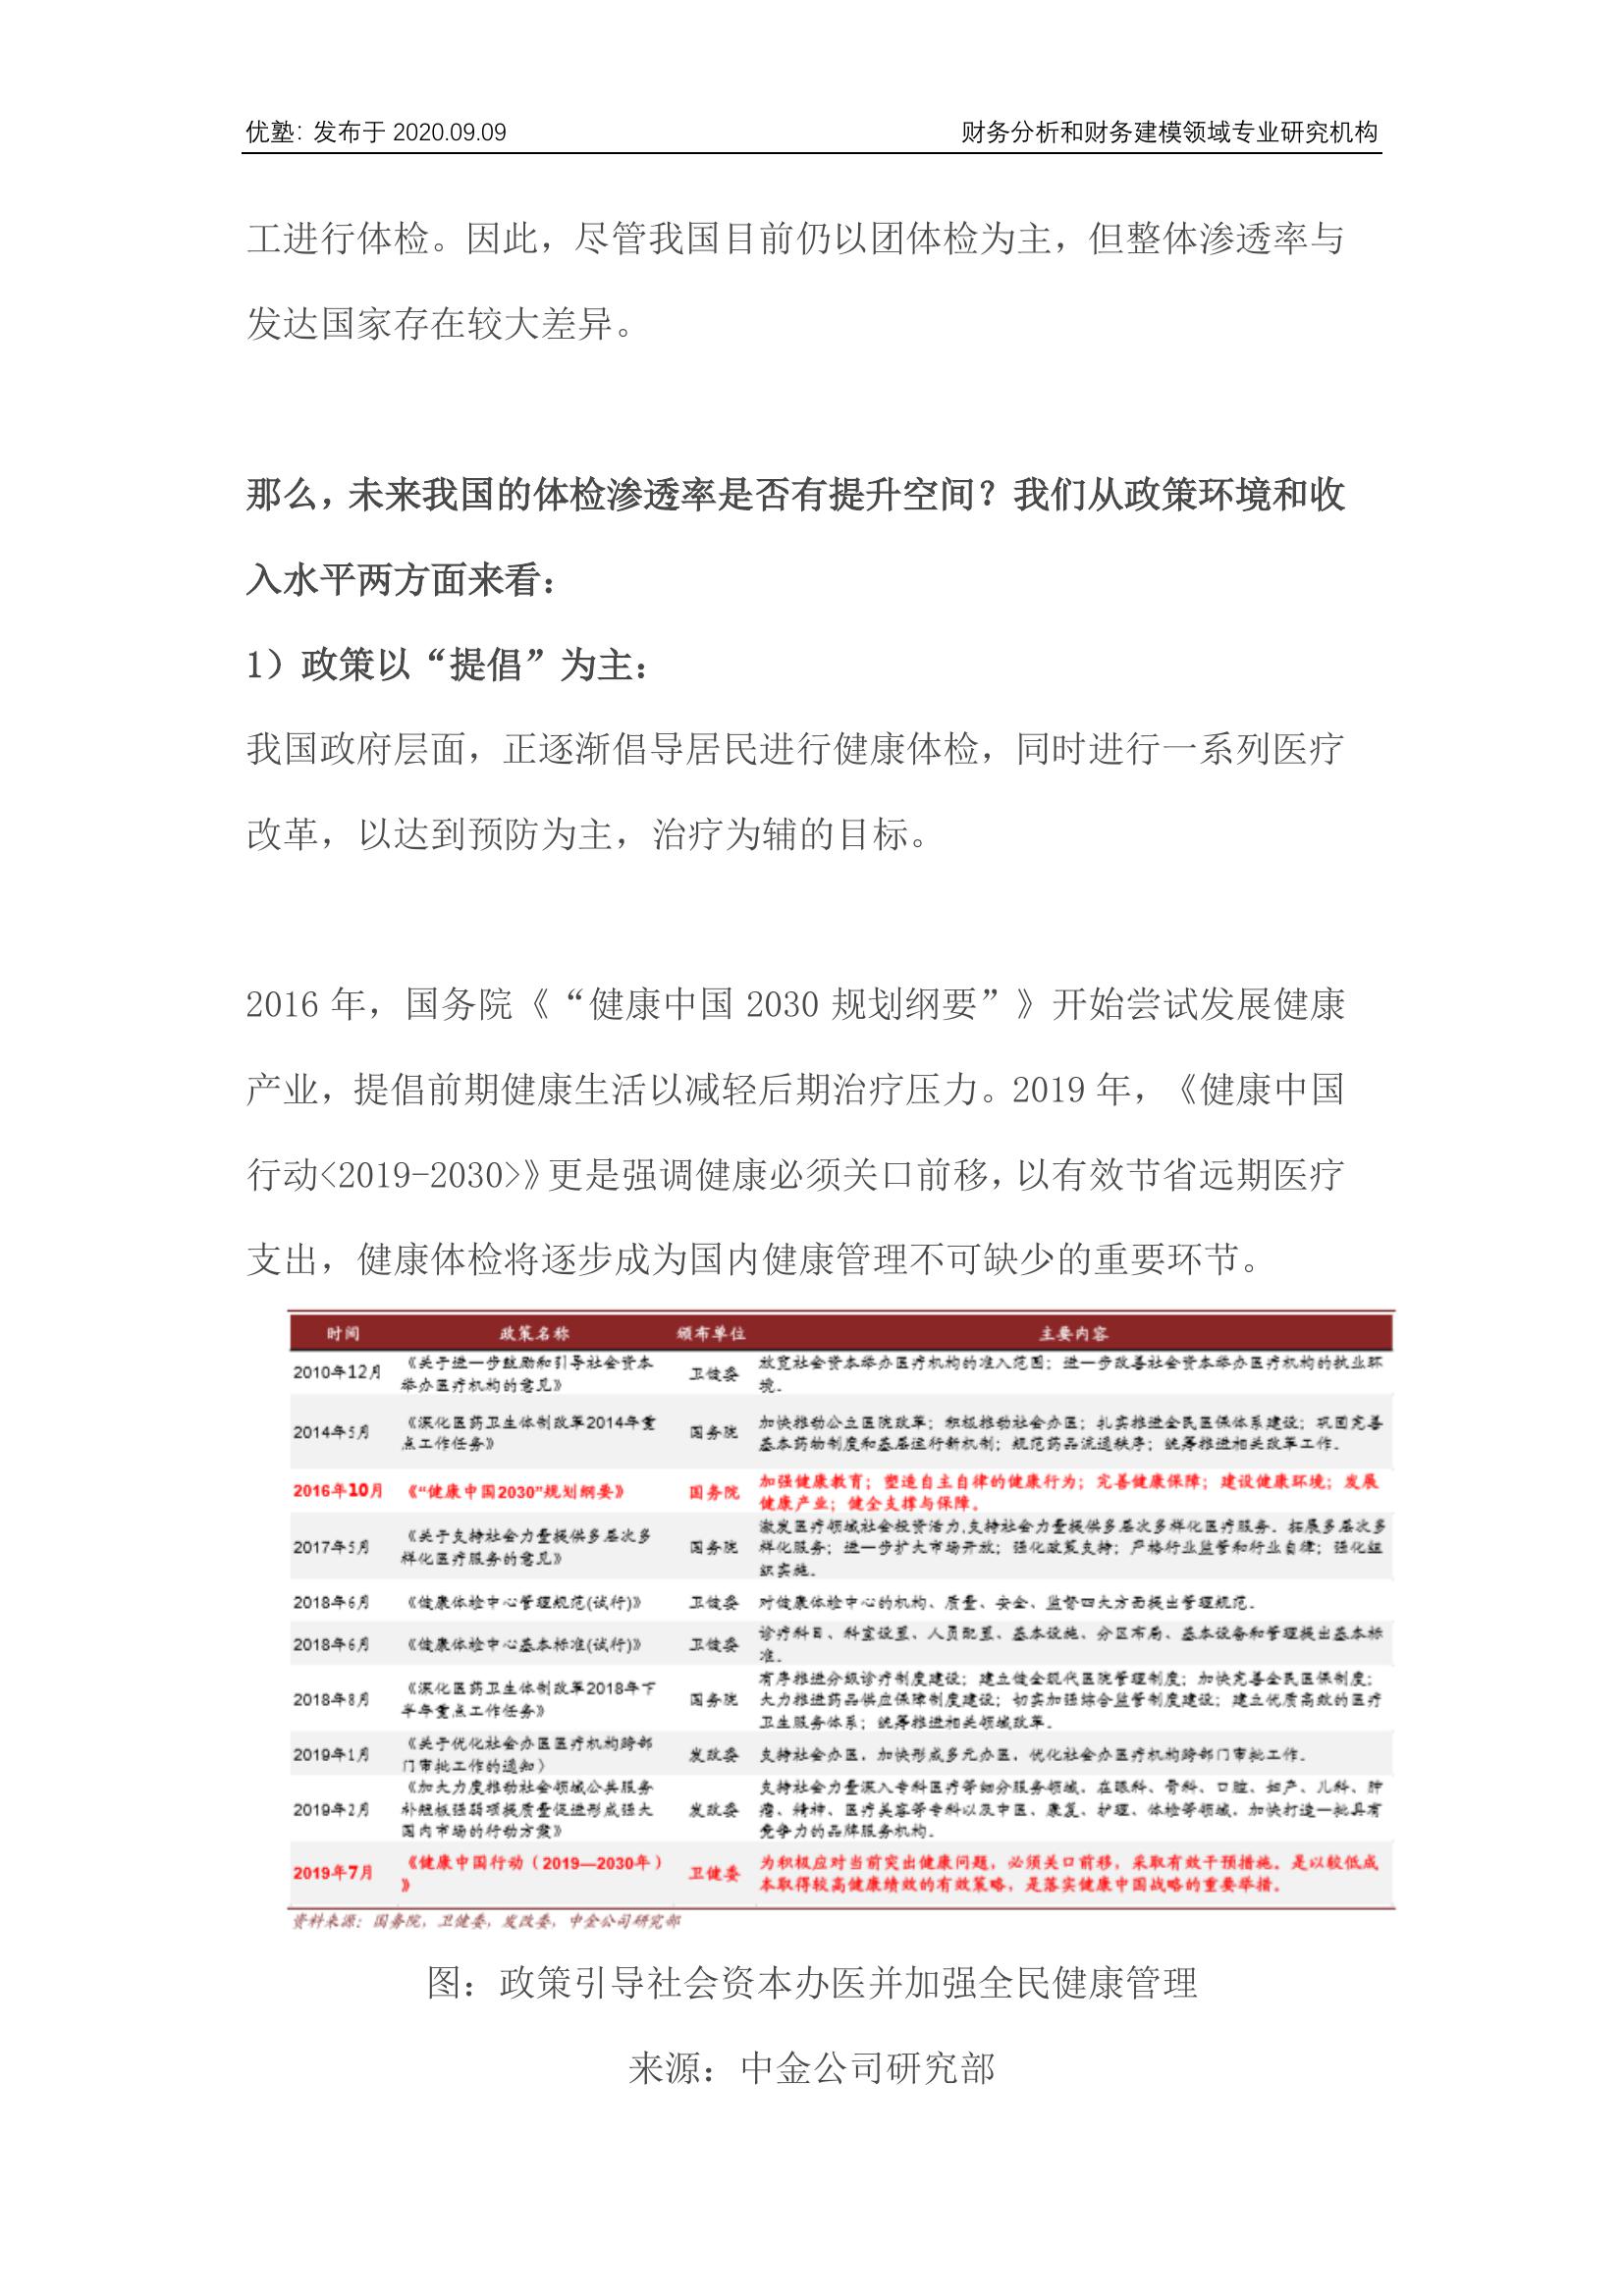 优塾：发布于 2020.09.09
财务分析和财务建模领域专业研究机构
工进行体检。因此，尽管我国目前仍以团体检为主，但整体渗透率与
发达国家存在较大差异。
那么，未来我国的体检渗透率是否有提升空间？我们从政策环境和收
入水平两方面来看：
1）政策以“提倡”为主：
我国政府层面，正逐渐倡导居民进行健康体检，同时进行一系列医疗
改革，以达到预防为主，治疗为辅的目标。
2016 年，国务院《“健康中国 2030 规划纲要”》开始尝试发展健康
产业，提倡前期健康生活以减轻后期治疗压力。2019 年，《健康中国
行动<2019-2030>》更是强调健康必须关口前移，以有效节省远期医疗
支出，健康体检将逐步成为国内健康管理不可缺少的重要环节。
时间 政策名称 颁布单位 主要内容
2010年12月 《关于进一步鼓励和引导社会资本
举办医疗机构的意见》 卫健委 放宽社会资本举办医疗机构的准入范围；进一步改善社会资本举办医疗机构的执业环
境。
2014年5月 《深化医药卫生体制改革2014年重
点工作任务》 国务院 加快推动公立医院改革；积极推动社会办医；扎实推进全民医保体系建设；巩固完善
基本药物制度和基层运行新机制；规范药品流通秩序；统筹推进相关改革工作。
2016年10月 《“健康中国2030”规划纲要》 国务院 加强健康教育；塑造自主自律的健康行为；完善健康保障；建设健康环境；发展
健康产业；健全支撑与保障。
2017年5月 《关于支持社会力量提供多层次多
样化医疗服务的意见》 国务院 激发医疗领域社会投资活力,支持社会力量提供多层次多样化医疗服务。拓展多层次多
样化服务；进一步扩大市场开放；强化政策支持；严格行业监管和行业自律；强化组
织实施。
2018年6月 《健康体检中心管理规范(试行)》 卫健委 对健康体检中心的机构、质量、安全、监督四大方面提出管理规范。
2018年6月 《健康体检中心基本标准(试行)》 卫健委 诊疗科目、科室设置、人员配置、基本设施、分区布局、基本设备和管理提出基本标
准。
2018年8月 《深化医药卫生体制改革2018年下
半年重点工作任务》 国务院 有序推进分级诊疗制度建设；建立健全现代医院管理制度；加快完善全民医保制度；
大力推进药品供应保障制度建设；切实加强综合监管制度建设；建立优质高效的医疗
卫生服务体系；统筹推进相关领域改革。
2019年1月 《关于优化社会办医医疗机构跨部
门审批工作的通知》 发改委 支持社会办医，加快形成多元办医，优化社会办医疗机构跨部门审批工作。
2019年2月 《加大力度推动社会领域公共服务
补短板强弱项提质量促进形成强大
国内市场的行动方案》 发改委 支持社会力量深入专科医疗等细分服务领域，在眼科、骨科、口腔、妇产、儿科、肿
瘤、精神、医疗美容等专科以及中医、康复、护理、体检等领域，加快打造一批具有
竞争力的品牌服务机构。
2019年7月 《健康中国行动（2019—2030年）
》 卫健委 为积极应对当前突出健康问题，必须关口前移，采取有效干预措施。是以较低成
本取得较高健康绩效的有效策略，是落实健康中国战略的重要举措。
资料来源：国务院，卫健委，发改委，中金公司研究部
图：政策引导社会资本办医并加强全民健康管理
来源：中金公司研究部